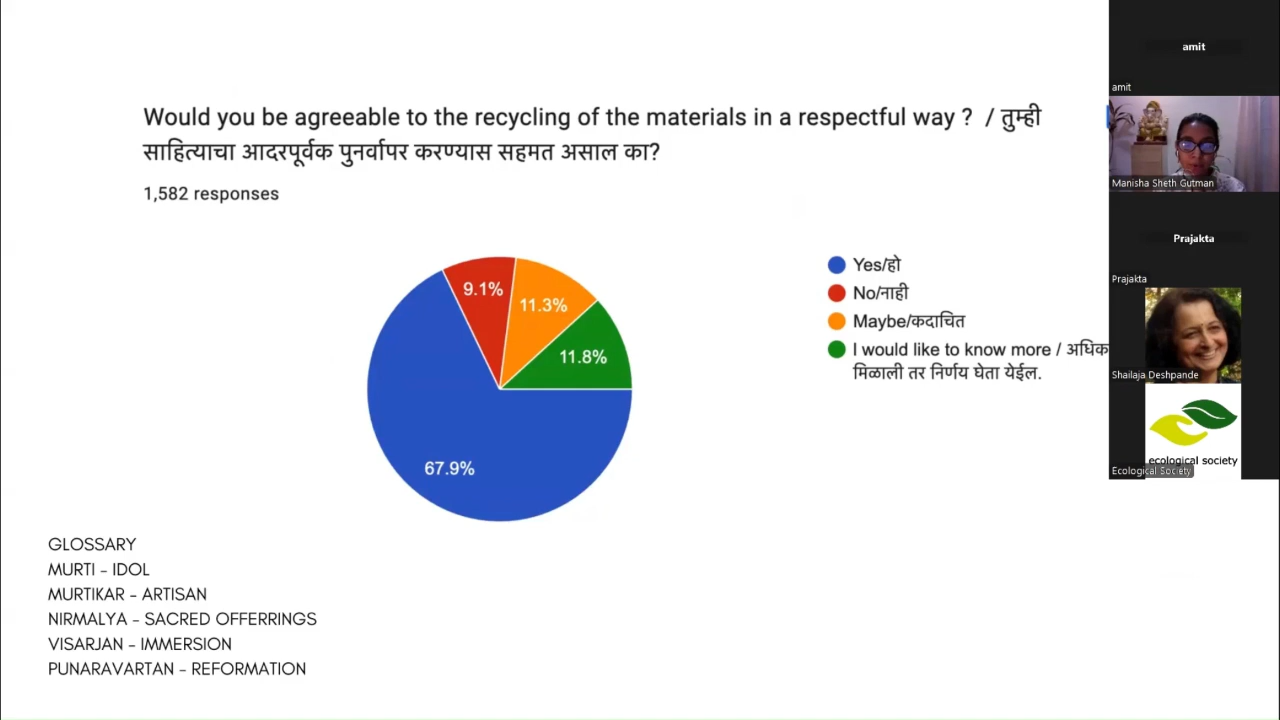 Would you be agreeable to the recycling of the materials in a respectful way ? / तुम्ही
साहित्याचा आदरपूर्वक पुनर्वापर करण्यास सहमत असाल का?
1,582 responses
9.1%
11.3%
11.8%
67.9%
Yes/हो
No/नाही
Maybe/कदाचित
I would like to know more / अधिक
मिळाली तर निर्णय घेता येईल.
GLOSSARY
MURTI - IDOL
MURTIKAR - ARTISAN
NIRMALYA - SACRED OFFERRINGS
VISARJAN - IMMERSION
PUNARAVARTAN - REFORMATION
amit
amit
Manisha Sheth Gutman
Prajakta
Prajakta
Shailaja Deshpande
ecological society
Ecological Society